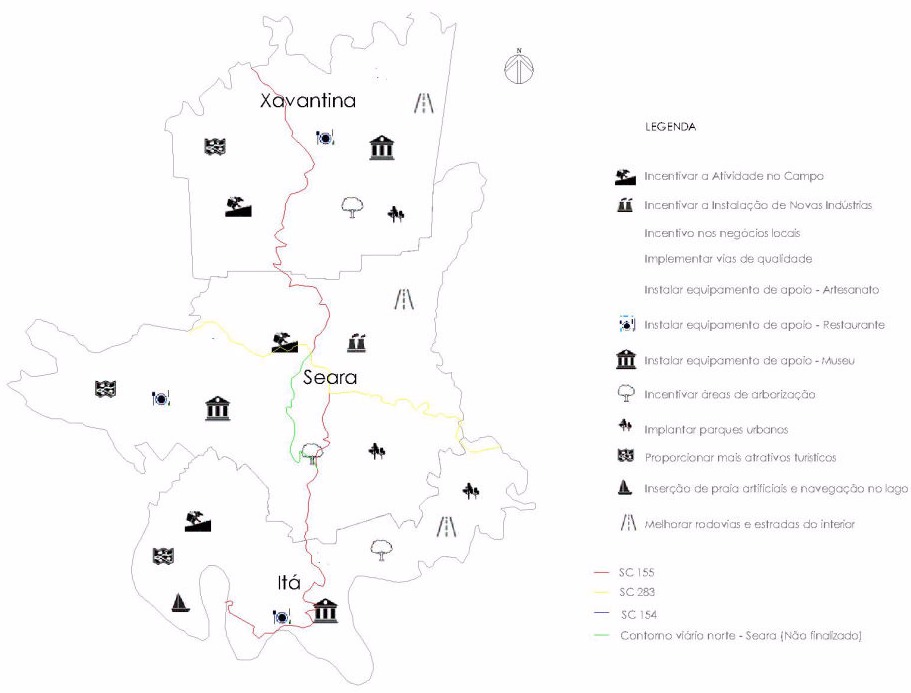 N
Xavantina
Seara
Itá
LEGENDA
Incentivar a Atividade no Campo
Incentivar a Instalação de Novas Indústrias
Incentivo nos negócios locais
Implementar vias de qualidade
Instalar equipamento de apoio - Artesanato
Instalar equipamento de apoio - Restaurante
Instalar equipamento de apoio - Museu
Incentivar áreas de arborização
Implantar parques urbanos
Proporcionar mais atrativos turísticos
Inserção de praia artificiais e navegação no lago
Melhorar rodovias e estradas do interior
SC 155
SC 283
SC 154
Contorno viário norte - Seara (Não finalizado)